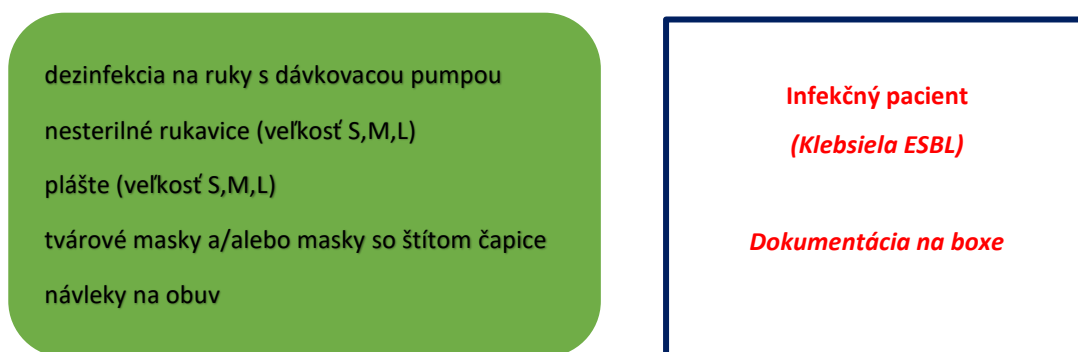 dezinfekcia na ruky s dávkovacou pumpou
nesterilné rukavice (veľkosť S,M,L)
plášte (veľkosť S,M,L)
tvárové masky a/alebo masky so štítom čapice
návleky na obuv
Infekčný pacient
(Klebsiela ESBL)
Dokumentácia na boxe